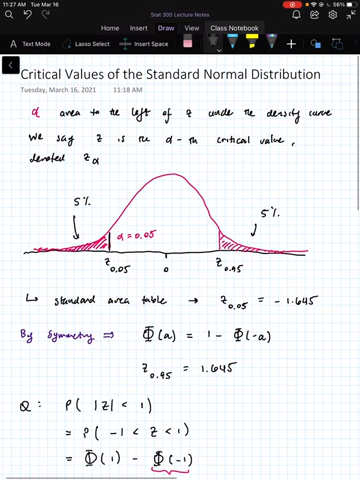 11:27 AM Tue Mar 16
56%
Stat 300 Lecture Notes
Home Insert Draw View Class Notebook
A Text Mode Lasso Select Insert Space
Critical Values of the Standard Normal Distribution
Tuesday, March 16, 2021 11:18 AM
α area to the left of z under the density curve
We say z is the α-th critical value,
denoted zα
5% 5%
α = 0.05
z0.05 0 z0.95
↳ standard area table → z0.05 = -1.645
By Symmetry ⟹ Φ(a) = 1 - Φ(-a)
z0.95 = 1.645
Q: P( |Z| < 1 )
= P( -1 < Z < 1 )
= Φ(1) - Φ(-1)